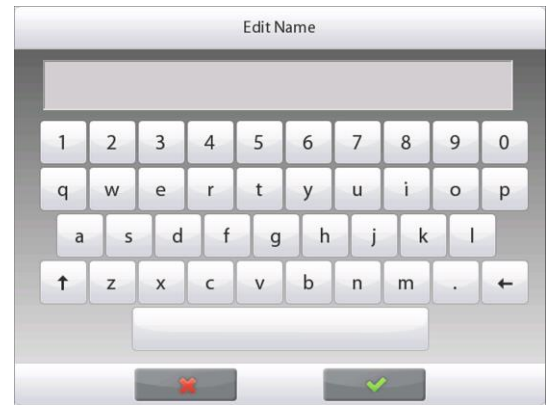 Edit Name
1 2 3 4 5 6 7 8 9 0
q w e r t y u i o p
a s d f g h j k l
↑ z x c v b n m . ←